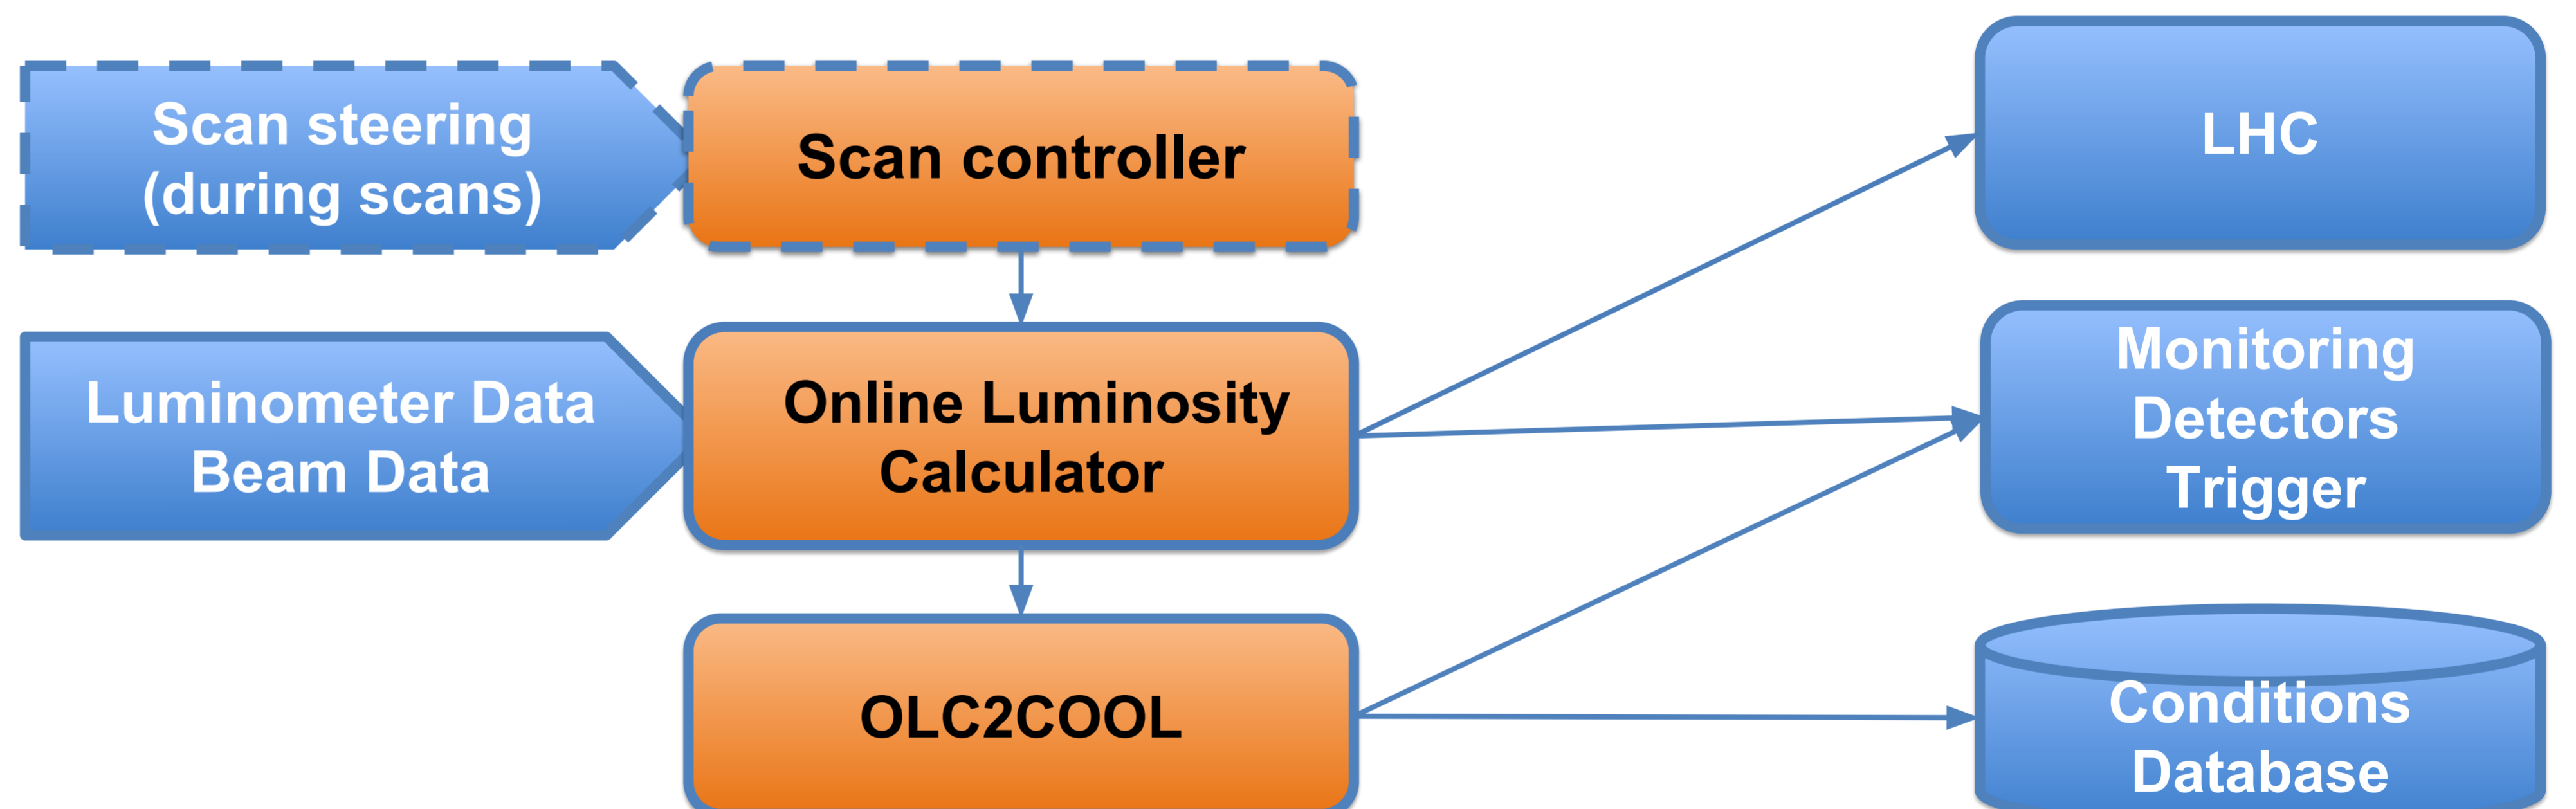 Scan steering
(during scans)
Scan controller
LHC
Luminometer Data
Beam Data
Online Luminosity
Calculator
Monitoring
Detectors
Trigger
OLC2COOL
Conditions
Database